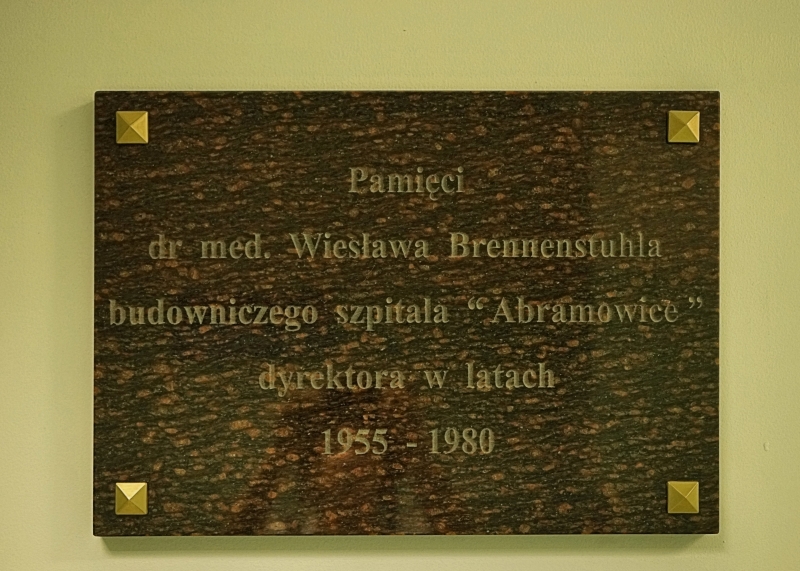 Pamięci
dr med. Wiesława Brennenstuhla
budowniczego szpitala “Abramowice”
dyrektora w latach
1955 - 1980